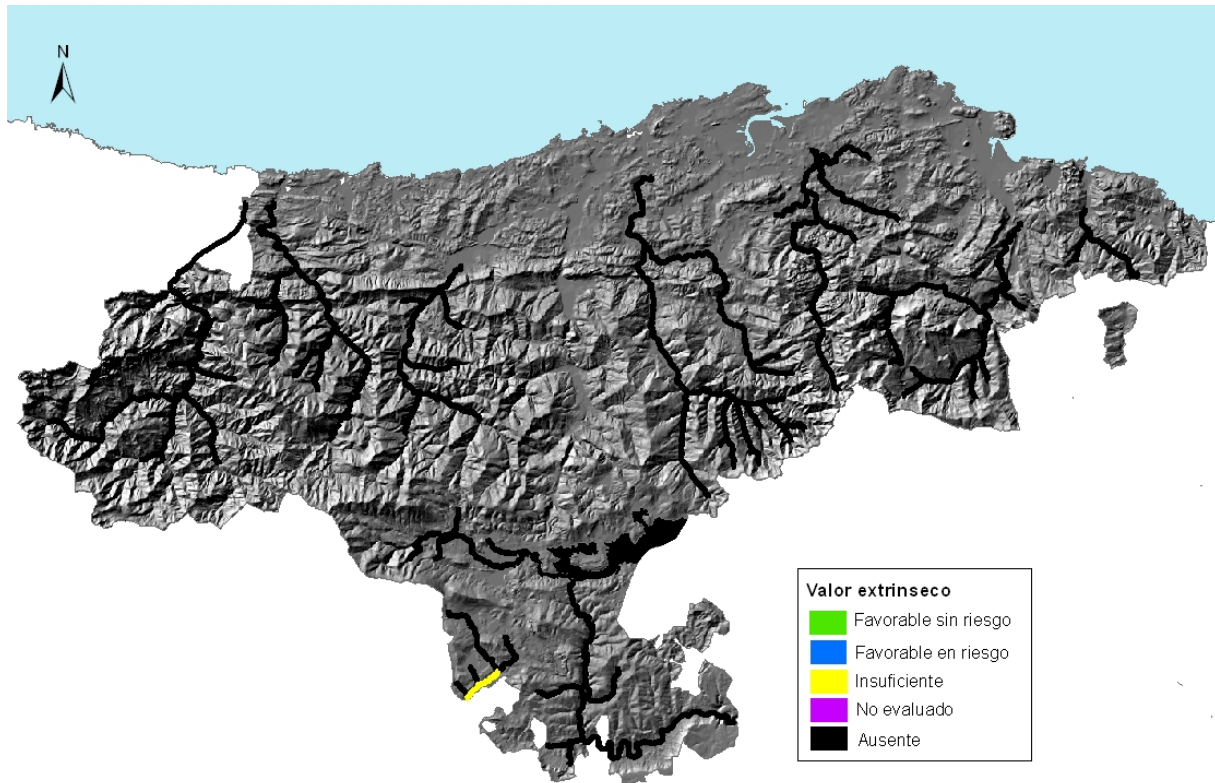 N
Valor extrinseco
Favorable sin riesgo
Favorable en riesgo
Insuficiente
No evaluado
Ausente